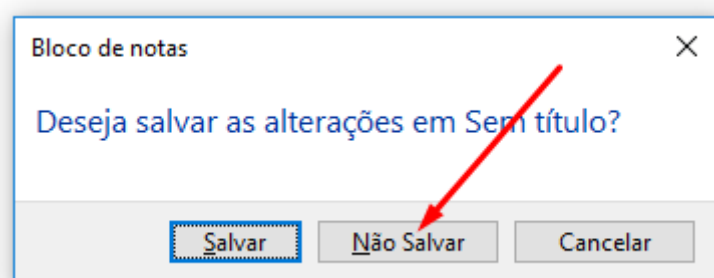 Bloco de notas
Deseja salvar as alterações em Sem título?
Salvar Não Salvar Cancelar